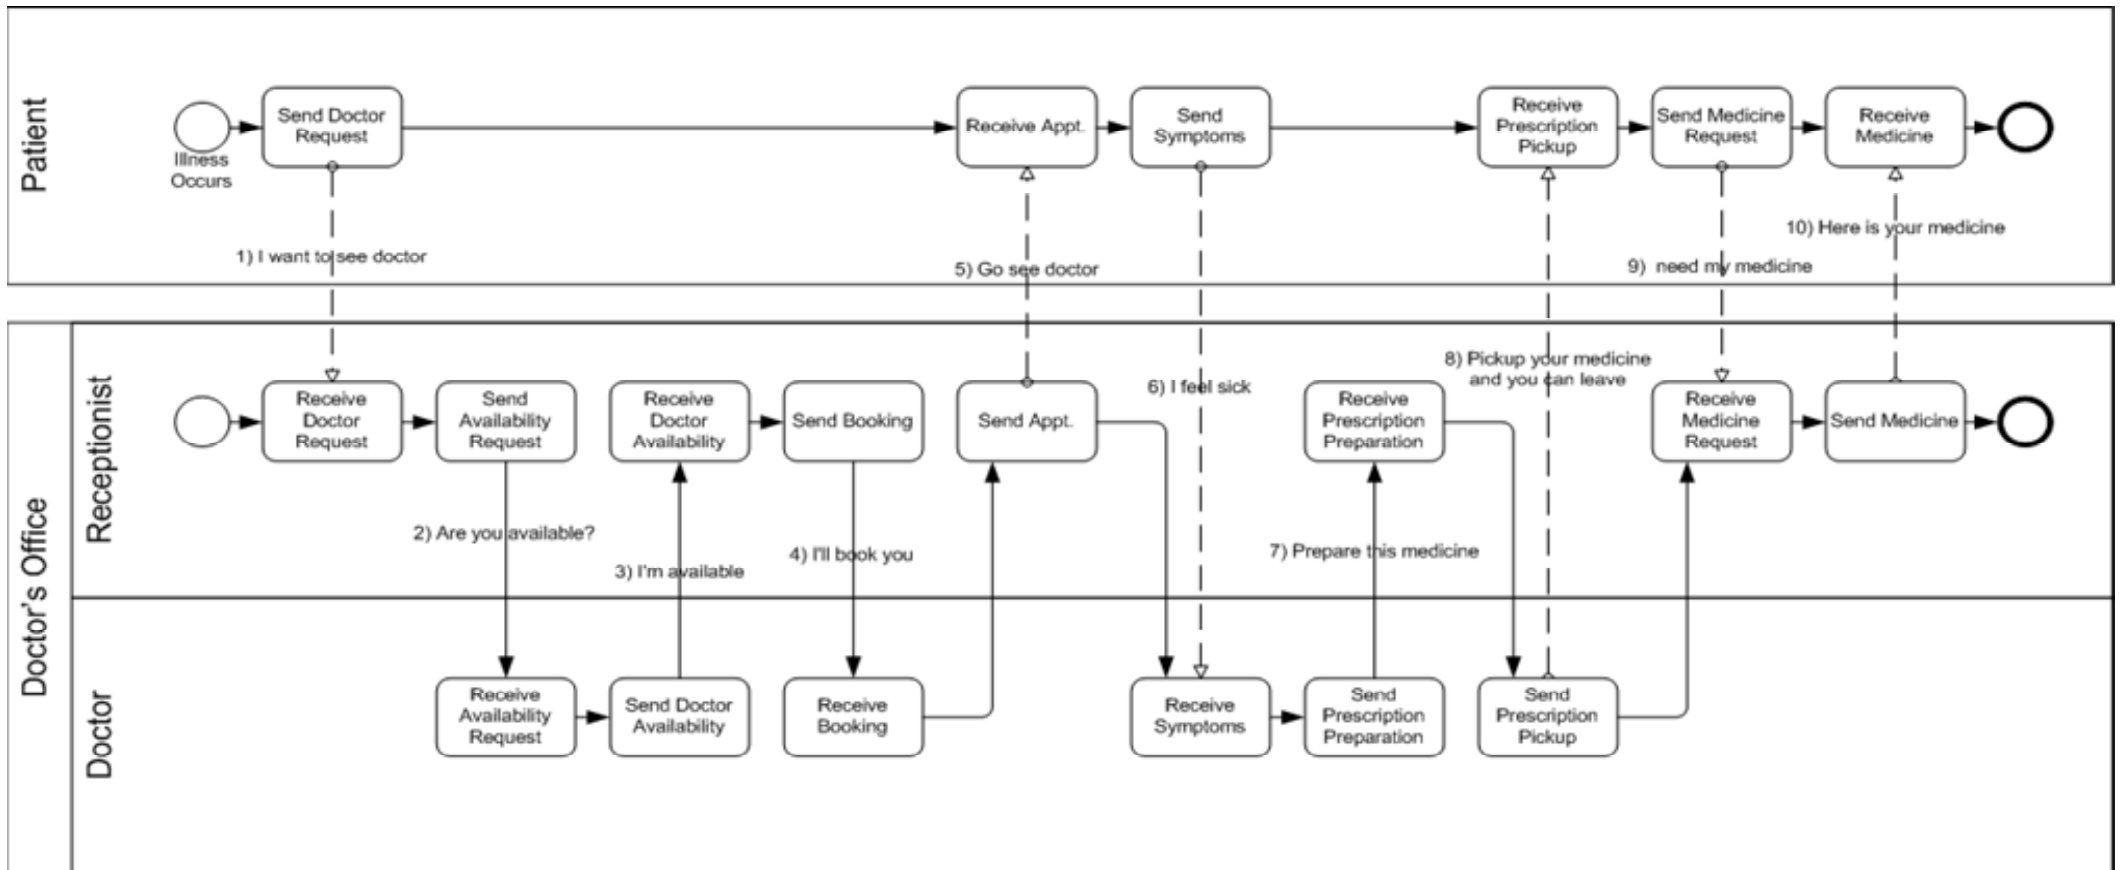 Patient
Illness
Occurs
Send Doctor
Request
Receive Appt.
Send
Symptoms
Receive
Prescription
Pickup
Send Medicine
Request
Receive
Medicine
1) I want to see doctor
5) Go see doctor
9)  need my medicine
10) Here is your medicine
Doctor's Office
Receptionist
Receive
Doctor
Request
Send
Availability
Request
Receive
Doctor
Availability
Send Booking
Send Appt.
6) I feel sick
Receive
Prescription
Preparation
8) Pickup your medicine
and you can leave
Receive
Medicine
Request
Send Medicine
2) Are you available?
3) I'm available
4) I'll book you
7) Prepare this medicine
Doctor
Receive
Availability
Request
Send Doctor
Availability
Receive
Booking
Receive
Symptoms
Send
Prescription
Preparation
Send
Prescription
Pickup